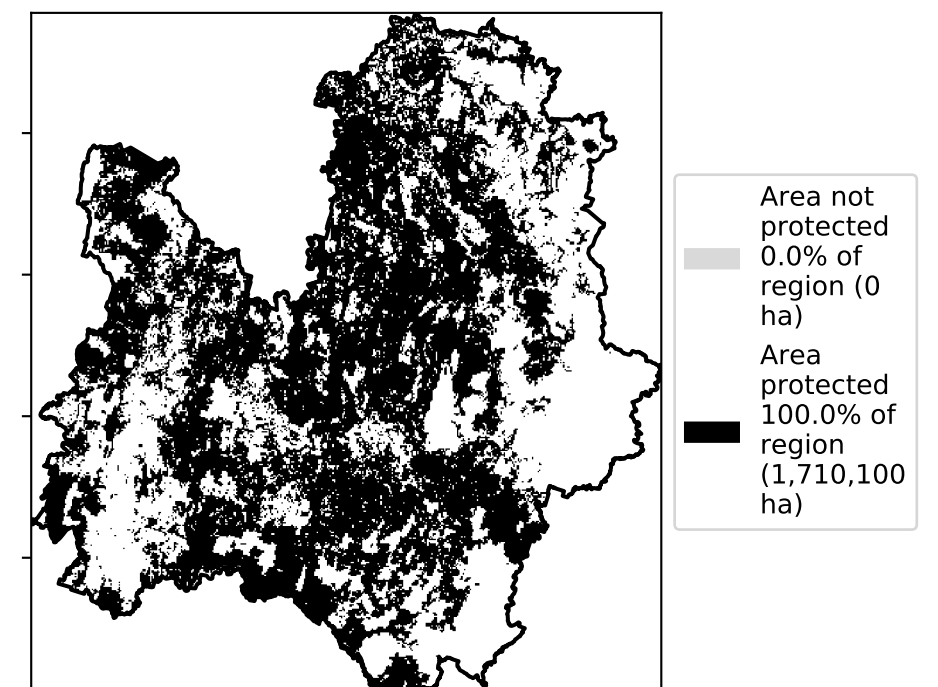 Area not
protected
0.0% of
region (0
ha)
Area
protected
100.0% of
region
(1,710,100
ha)